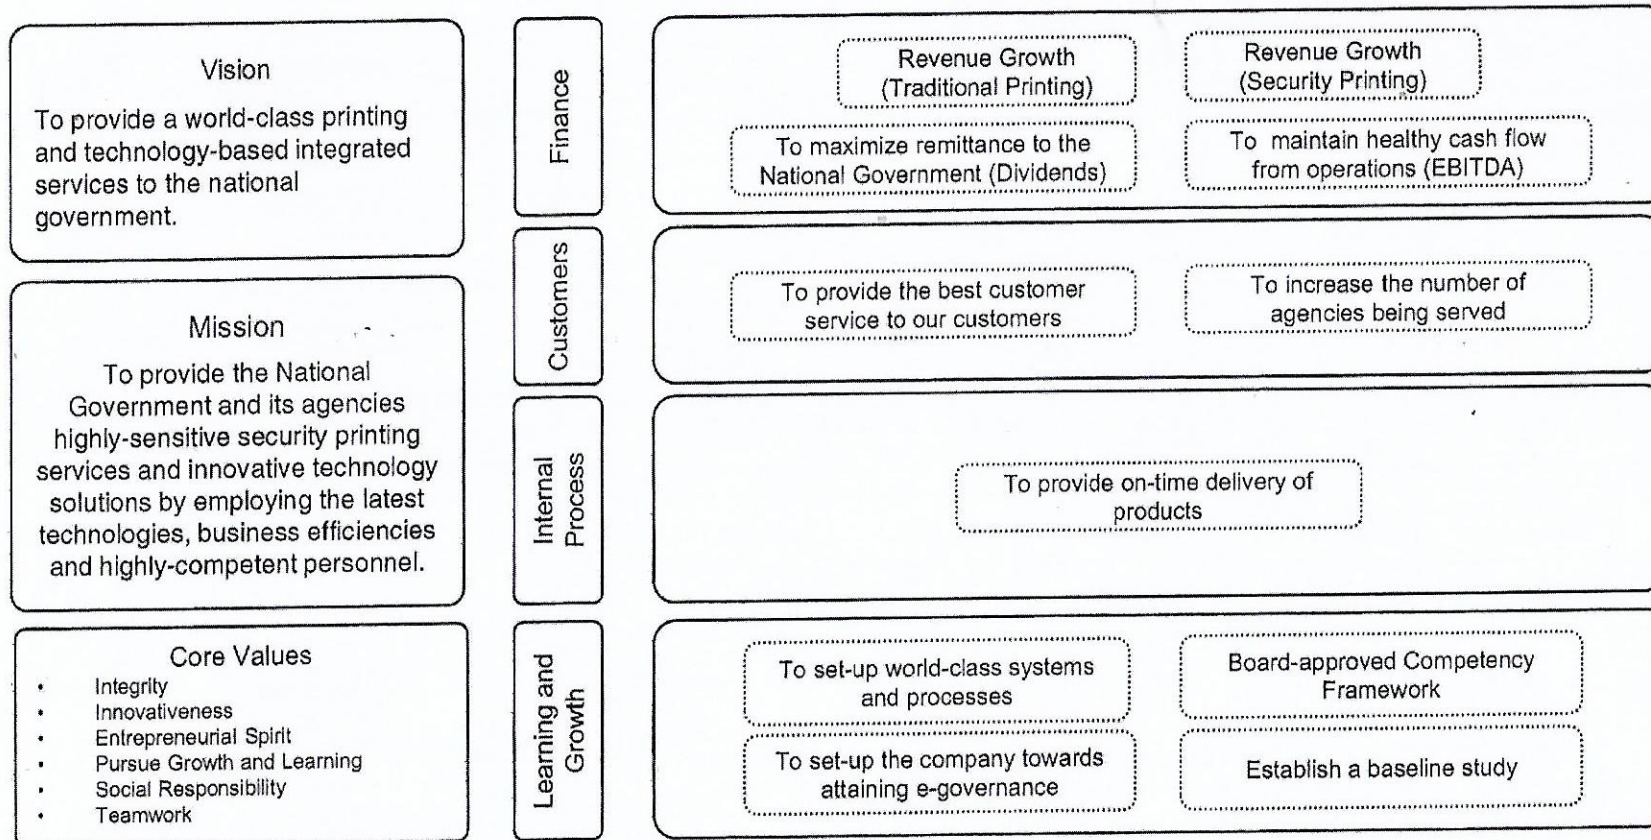 Vision
To provide a world-class printing
and technology-based integrated
services to the national
government.
Mission
To provide the National
Government and its agencies
highly-sensitive security printing
services and innovative technology
solutions by employing the latest
technologies, business efficiencies
and highly-competent personnel.
Core Values
• Integrity
• Innovativeness
• Entrepreneurial Spirit
• Pursue Growth and Learning
• Social Responsibility
• Teamwork
Finance
Revenue Growth
(Traditional Printing)
Revenue Growth
(Security Printing)
To maximize remittance to the
National Government (Dividends)
To maintain healthy cash flow
from operations (EBITDA)
Customers
To provide the best customer
service to our customers
To increase the number of
agencies being served
Internal
Process
To provide on-time delivery of
products
Learning and
Growth
To set-up world-class systems
and processes
Board-approved Competency
Framework
To set-up the company towards
attaining e-governance
Establish a baseline study